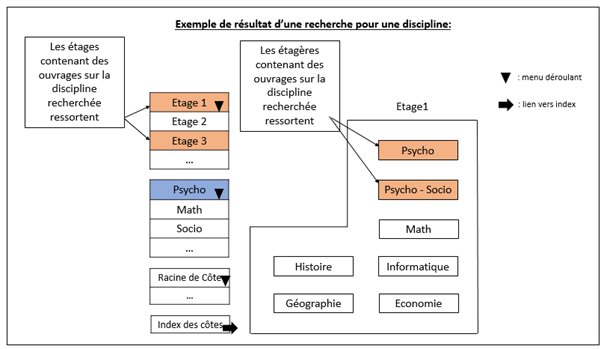 Exemple de résultat d'une recherche pour une discipline:
Les étages
contenant des
ouvrages sur la
discipline
recherchée
ressortent
Les étagères
contenant des
ouvrages sur la
discipline
recherchée
ressortent
: menu déroulant
: lien vers index
Etage 1
Etage 2
Etage 3
...
Psycho
Math
Socio
...
Racine de Côtes
...
Index des côtes
Etage1
Psycho
Psycho - Socio
Math
Histoire
Informatique
Géographie
Economie